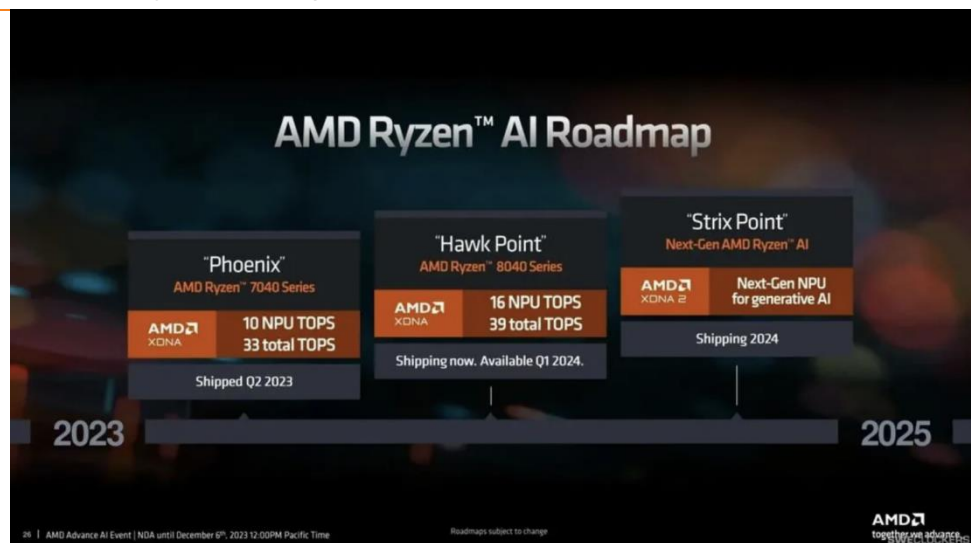 AMD Ryzen™ AI Roadmap
"Phoenix"
AMD Ryzen™ 7040 Series
AMD
XDNA
10 NPU TOPS
33 total TOPS
Shipped Q2 2023
"Hawk Point"
AMD Ryzen™ 8040 Series
AMD
XDNA
16 NPU TOPS
39 total TOPS
Shipping now. Available Q1 2024.
"Strix Point"
Next-Gen AMD Ryzen™ AI
AMD
XDNA 2
Next-Gen NPU
for generative AI
Shipping 2024
2023
2025
26 | AMD Advance AI Event | NDA until December 6th, 2023 12:00PM Pacific Time
Roadmaps subject to change
AMD
together we advance_
SWECLOCKERS